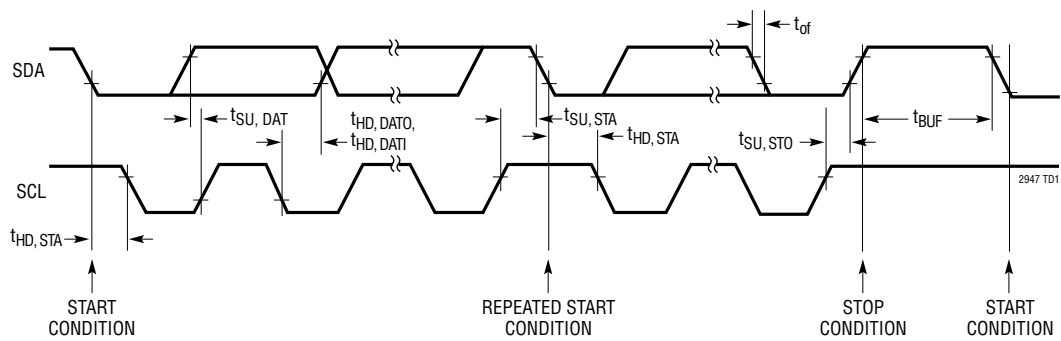 t_of
SDA
t_SU, DAT
t_HD, DATO,
t_HD, DATI
t_SU, STA
t_HD, STA
t_SU, STO
t_BUF
SCL
2947 TD1
t_HD, STA
START
CONDITION
REPEATED START
CONDITION
STOP
CONDITION
START
CONDITION